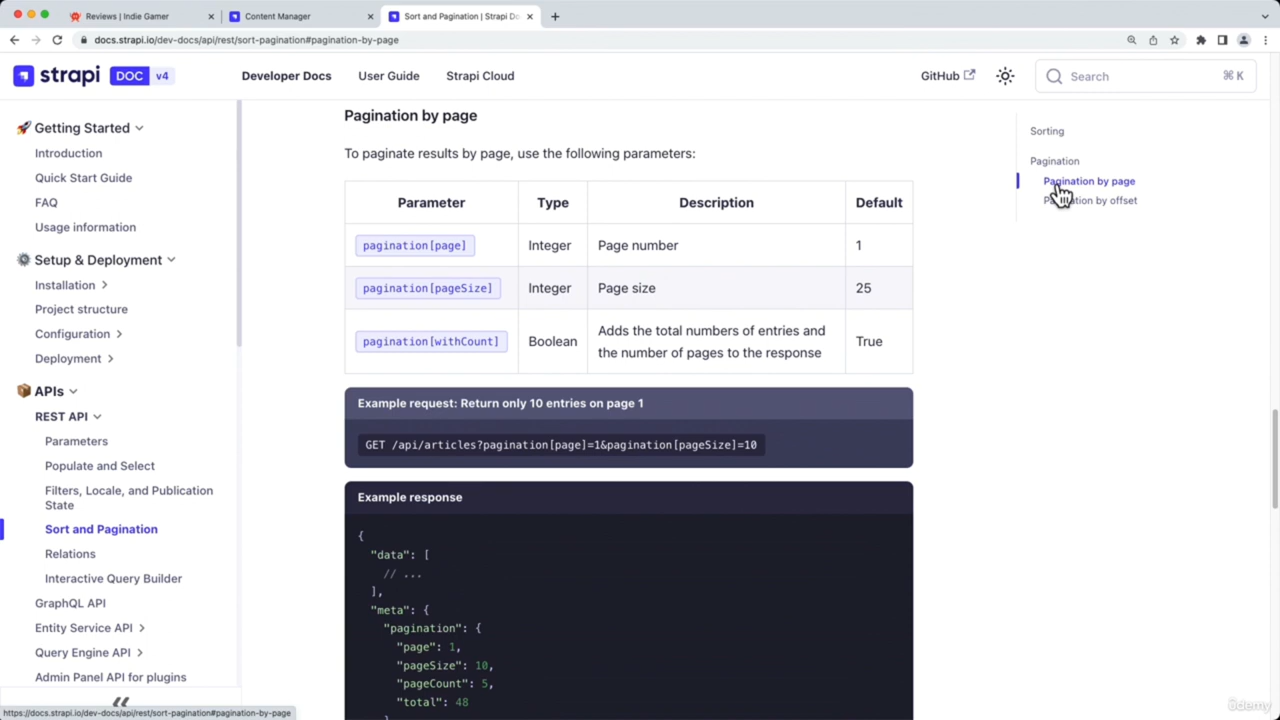 Reviews | Indie Gamer
Content Manager
Sort and Pagination | Strapi Do
docs.strapi.io/dev-docs/api/rest/sort-pagination#pagination-by-page
strapi DOC v4
Developer Docs
User Guide
Strapi Cloud
GitHub
Search
⌘ K
Getting Started
Introduction
Quick Start Guide
FAQ
Usage information
Setup & Deployment
Installation
Project structure
Configuration
Deployment
APIs
REST API
Parameters
Populate and Select
Filters, Locale, and Publication
State
Sort and Pagination
Relations
Interactive Query Builder
GraphQL API
Entity Service API
Query Engine API
Admin Panel API for plugins
https://docs.strapi.io/dev-docs/api/rest/sort-pagination#pagination-by-page
Pagination by page
To paginate results by page, use the following parameters:
Parameter Type Description Default
pagination[page] Integer Page number 1
pagination[pageSize] Integer Page size 25
pagination[withCount] Boolean Adds the total numbers of entries and
the number of pages to the response True
Example request: Return only 10 entries on page 1
GET /api/articles?pagination[page]=1&pagination[pageSize]=10
Example response
{
"data": [
// ...
],
"meta": {
"pagination": {
"page": 1,
"pageSize": 10,
"pageCount": 5,
"total": 48
}
Sorting
Pagination
Pagination by page
Pagination by offset
ûdemy